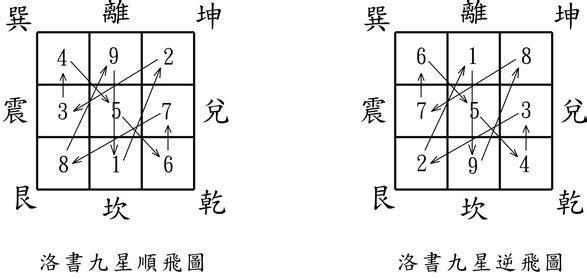 巽 離 坤
4 9 2
震 3 5 7 兌
8 1 6
艮 坎 乾
洛書九星順飛圖
巽 離 坤
6 1 8
震 7 5 3 兌
2 9 4
艮 坎 乾
洛書九星逆飛圖